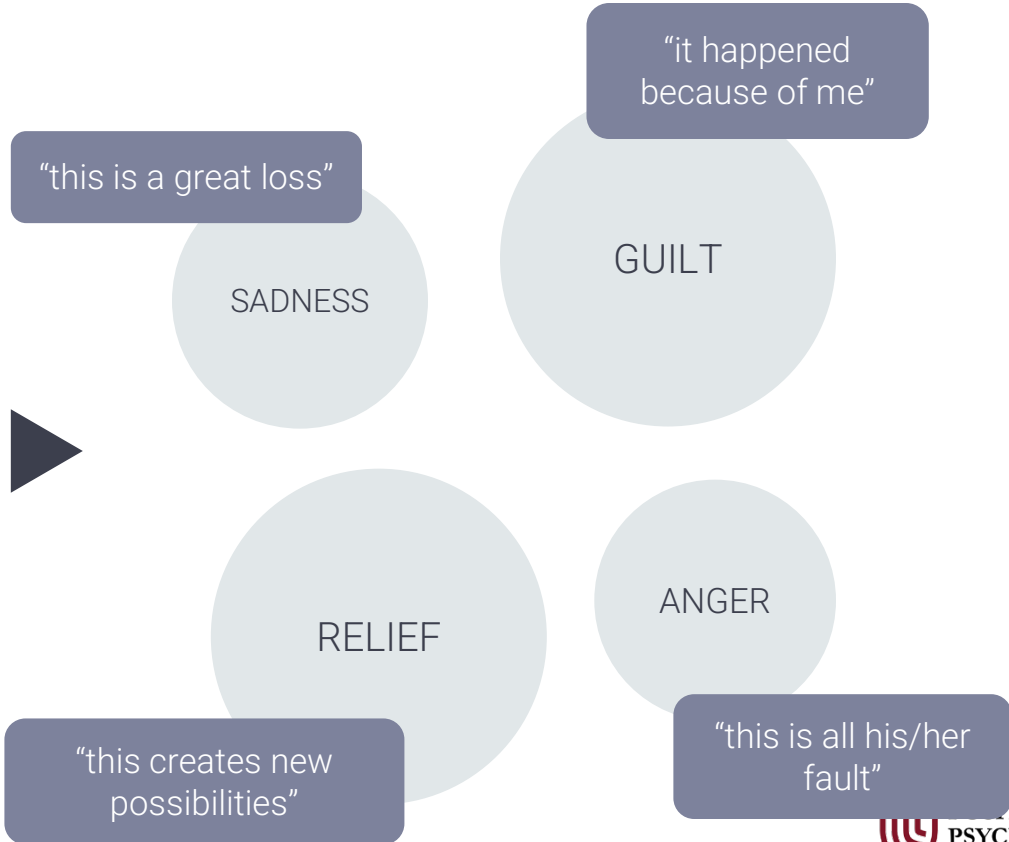 “it happened
because of me”
“this is a great loss”
GUILT
SADNESS
ANGER
RELIEF
“this is all his/her
fault”
“this creates new
possibilities”